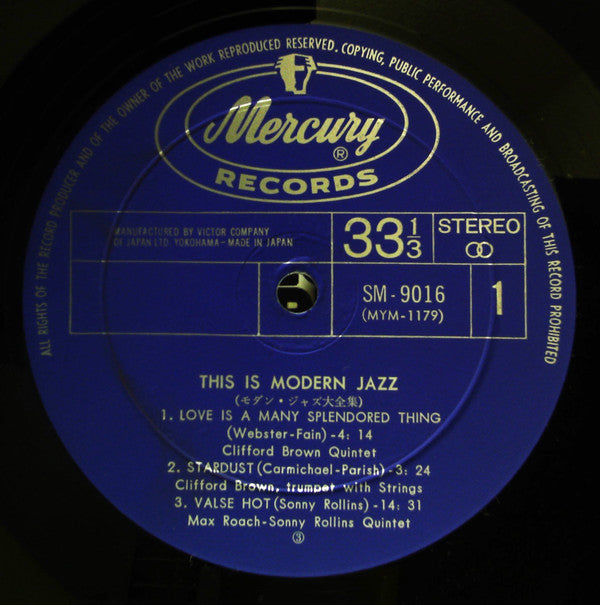 ALL RIGHTS OF THE RECORD PRODUCER AND OF THE OWNER OF THE WORK REPRODUCED RESERVED. COPYING, PUBLIC PERFORMANCE AND BROADCASTING OF THIS RECORD PROHIBITED
Mercury
®
RECORDS
MANUFACTURED BY VICTOR COMPANY
OF JAPAN LTD. YOKOHAMA-MADE IN JAPAN
33 1/3
STEREO
SM-9016
(MYM-1179)
1
THIS IS MODERN JAZZ
(モダン・ジャズ大全集)
1. LOVE IS A MANY SPLENDORED THING
(Webster-Fain)-4: 14
Clifford Brown Quintet
2. STARDUST (Carmichael-Parish)-3: 24
Clifford Brown, trumpet with Strings
3. VALSE HOT (Sonny Rollins)-14: 31
Max Roach-Sonny Rollins Quintet
③